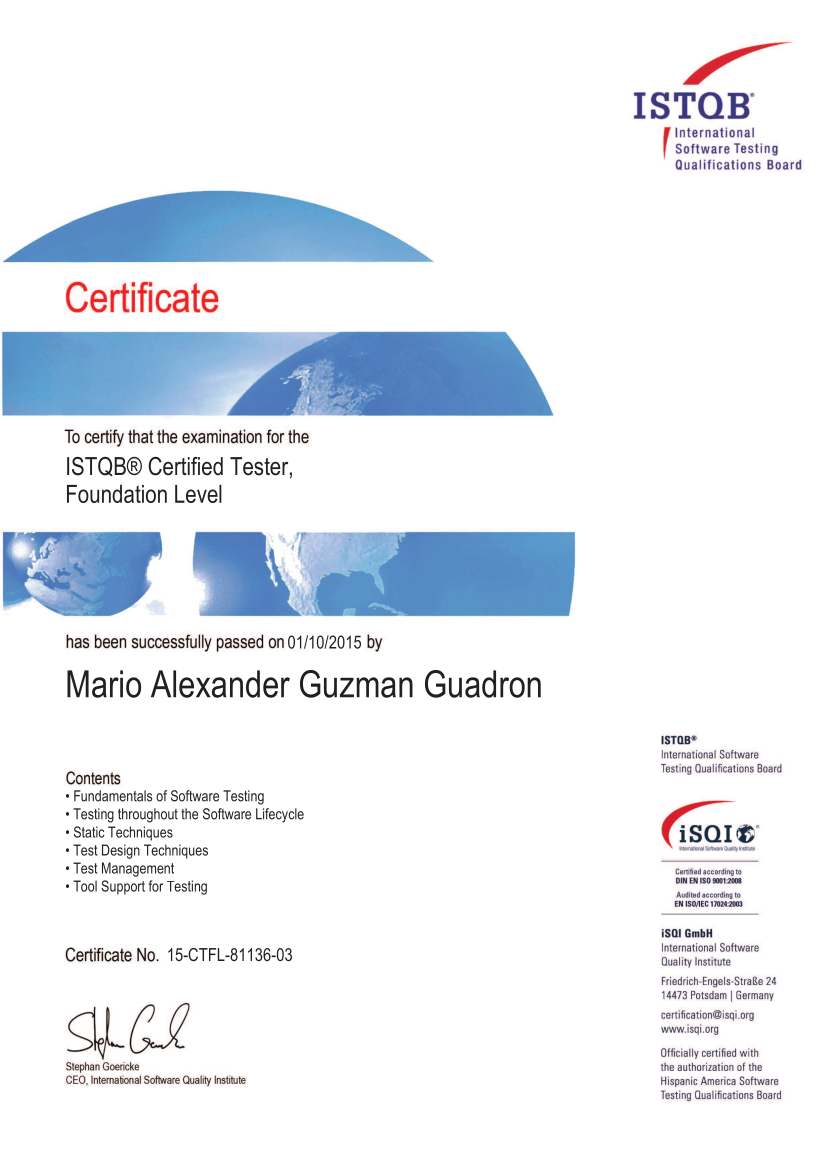 ISTQB®
International
Software Testing
Qualifications Board
Certificate
To certify that the examination for the
ISTQB® Certified Tester,
Foundation Level
has been successfully passed on 01/10/2015 by
Mario Alexander Guzman Guadron
Contents
• Fundamentals of Software Testing
• Testing throughout the Software Lifecycle
• Static Techniques
• Test Design Techniques
• Test Management
• Tool Support for Testing
Certificate No. 15-CTFL-81136-03
Stephan Goericke
CEO, International Software Quality Institute
ISTQB®
International Software
Testing Qualifications Board
iSQI®
International Software Quality Institute
Certified according to
DIN EN ISO 9001:2008
Audited according to
EN ISO/IEC 17024:2003
iSQI GmbH
International Software
Quality Institute
Friedrich-Engels-Straße 24
14473 Potsdam | Germany
certification@isqi.org
www.isqi.org
Officially certified with
the authorization of the
Hispanic America Software
Testing Qualifications Board